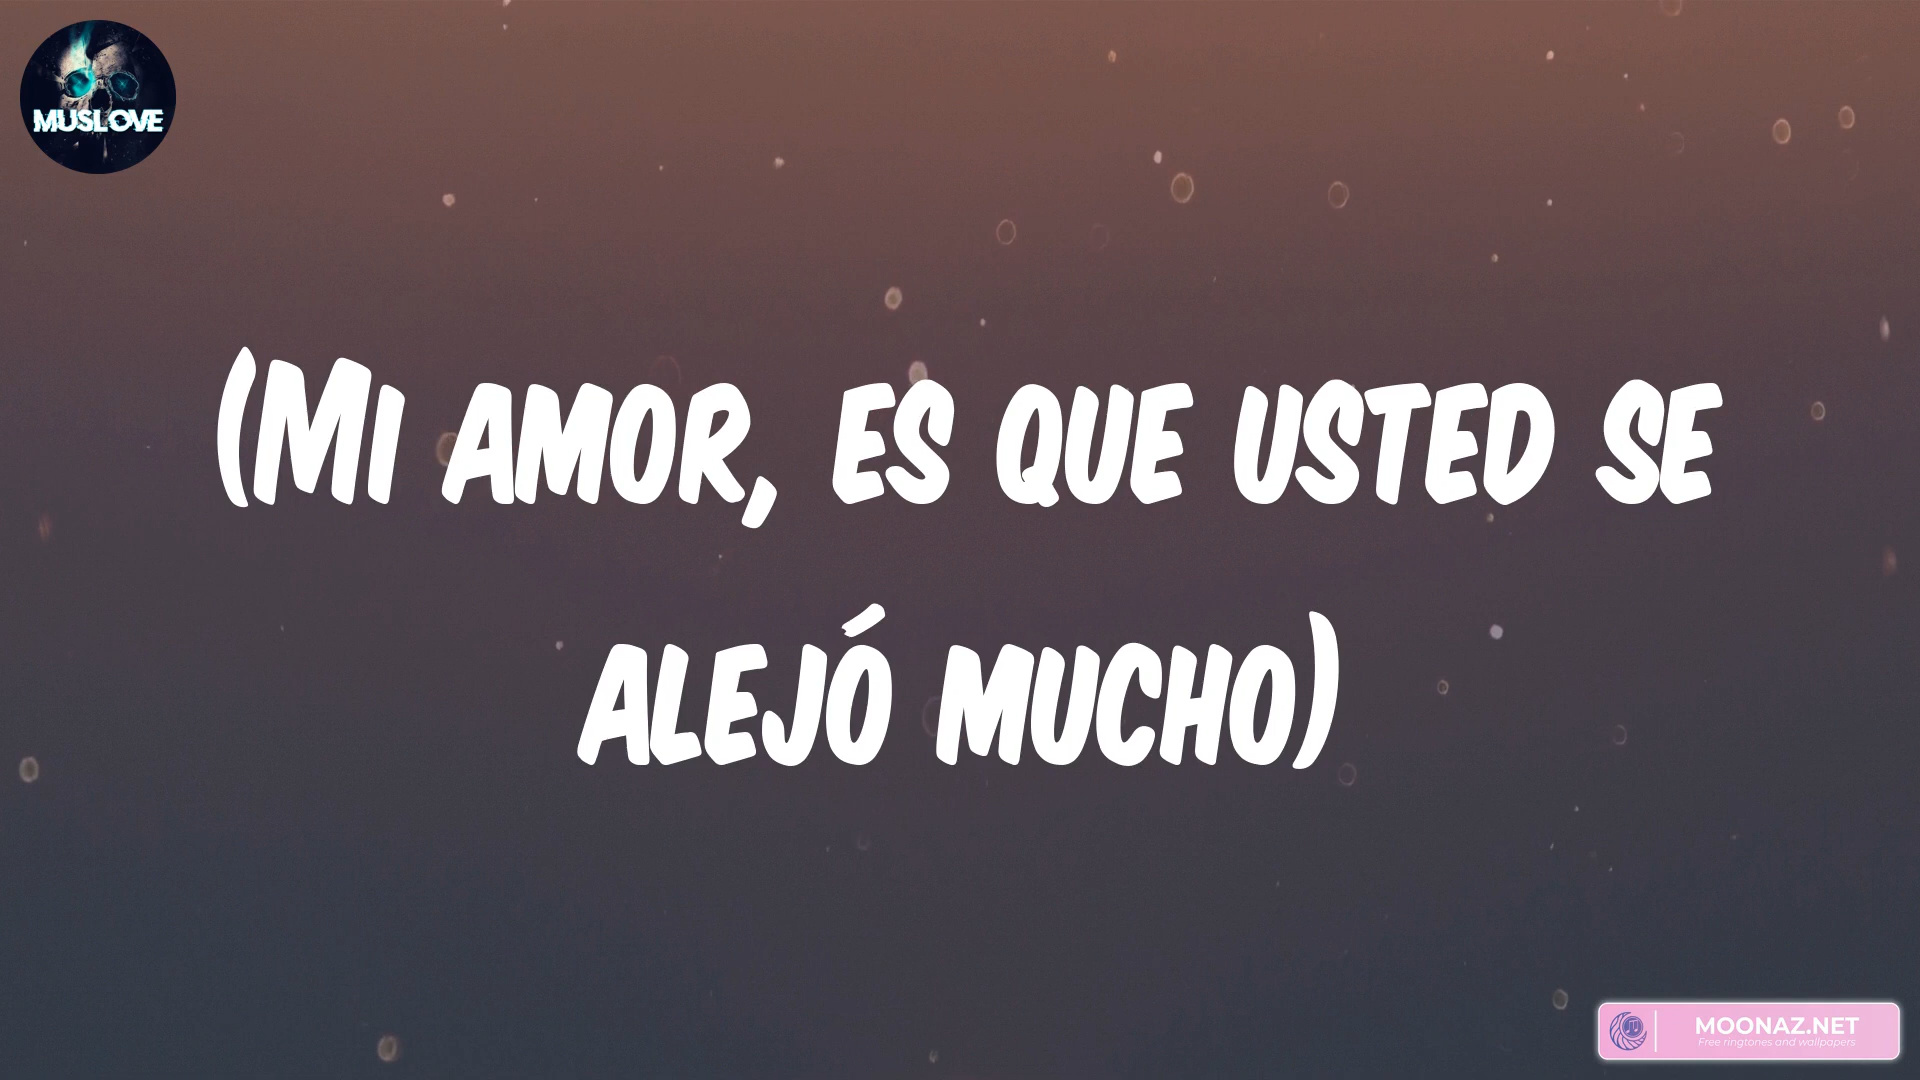 MUSLOVE
(Mi amor, es que usted se
alejó mucho)
MOONAZ.NET
Free ringtones and wallpapers